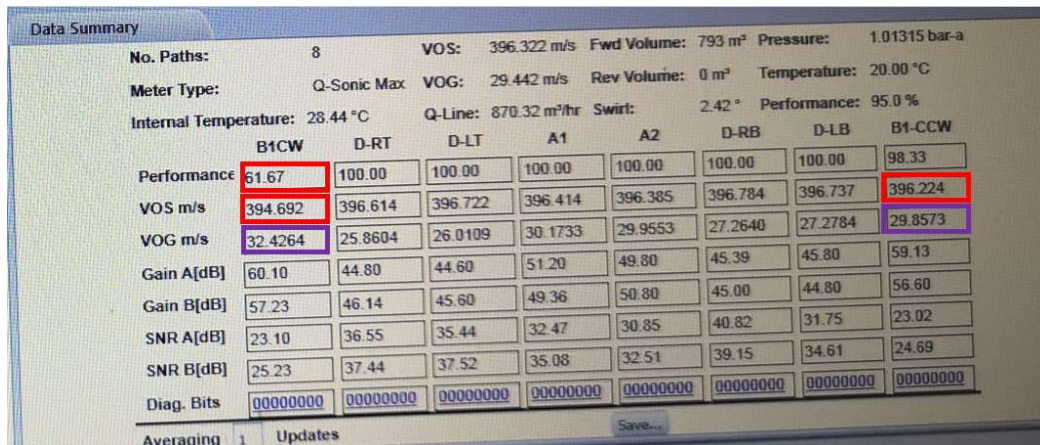 Data Summary
No. Paths: 8 VOS: 396.322 m/s Fwd Volume: 793 m³ Pressure: 1.01315 bar-a
Meter Type: Q-Sonic Max VOG: 29.442 m/s Rev Volume: 0 m³ Temperature: 20.00 °C
Internal Temperature: 28.44 °C Q-Line: 870.32 m³/hr Swirl: 2.42 ° Performance: 95.0 %
B1CW D-RT D-LT A1 A2 D-RB D-LB B1-CCW
Performance 61.67 100.00 100.00 100.00 100.00 100.00 100.00 98.33
VOS m/s 394.692 396.614 396.722 396.414 396.385 396.784 396.737 396.224
VOG m/s 32.4264 25.8604 26.0109 30.1733 29.9553 27.2640 27.2784 29.8573
Gain A[dB] 60.10 44.80 44.60 51.20 49.80 45.39 45.80 59.13
Gain B[dB] 57.23 46.14 45.60 49.36 50.80 45.00 44.80 56.60
SNR A[dB] 23.10 36.55 35.44 32.47 30.85 40.82 31.75 23.02
SNR B[dB] 25.23 37.44 37.52 35.08 32.51 39.15 34.61 24.69
Diag. Bits 00000000 00000000 00000000 00000000 00000000 00000000 00000000 00000000
Averaging 1 Updates Save...